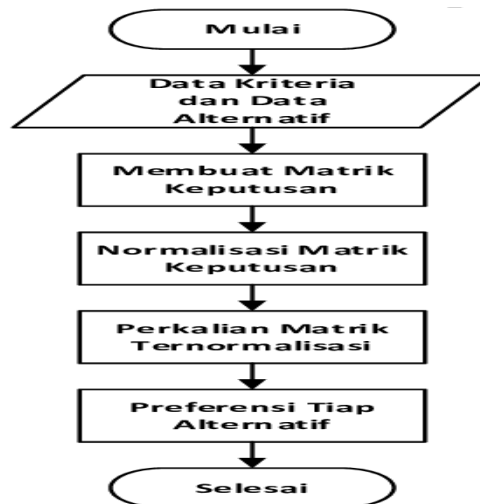 Mulai
Data Kriteria
dan Data
Alternatif
Membuat Matrik
Keputusan
Normalisasi Matrik
Keputusan
Perkalian Matrik
Ternormalisasi
Preferensi Tiap
Alternatif
Selesai